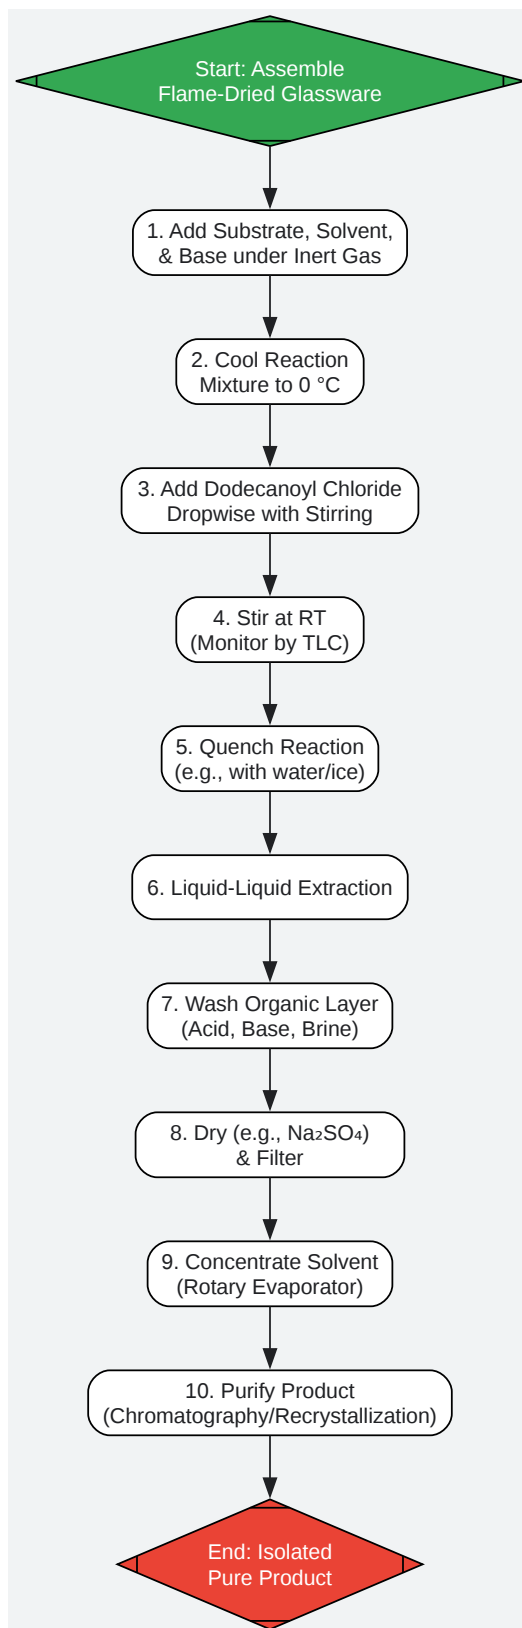 Start: Assemble
Flame-Dried Glassware
1. Add Substrate, Solvent,
& Base under Inert Gas
2. Cool Reaction
Mixture to 0 °C
3. Add Dodecanoyl Chloride
Dropwise with Stirring
4. Stir at RT
(Monitor by TLC)
5. Quench Reaction
(e.g., with water/ice)
6. Liquid-Liquid Extraction
7. Wash Organic Layer
(Acid, Base, Brine)
8. Dry (e.g., Na₂SO₄)
& Filter
9. Concentrate Solvent
(Rotary Evaporator)
10. Purify Product
(Chromatography/Recrystallization)
End: Isolated
Pure Product